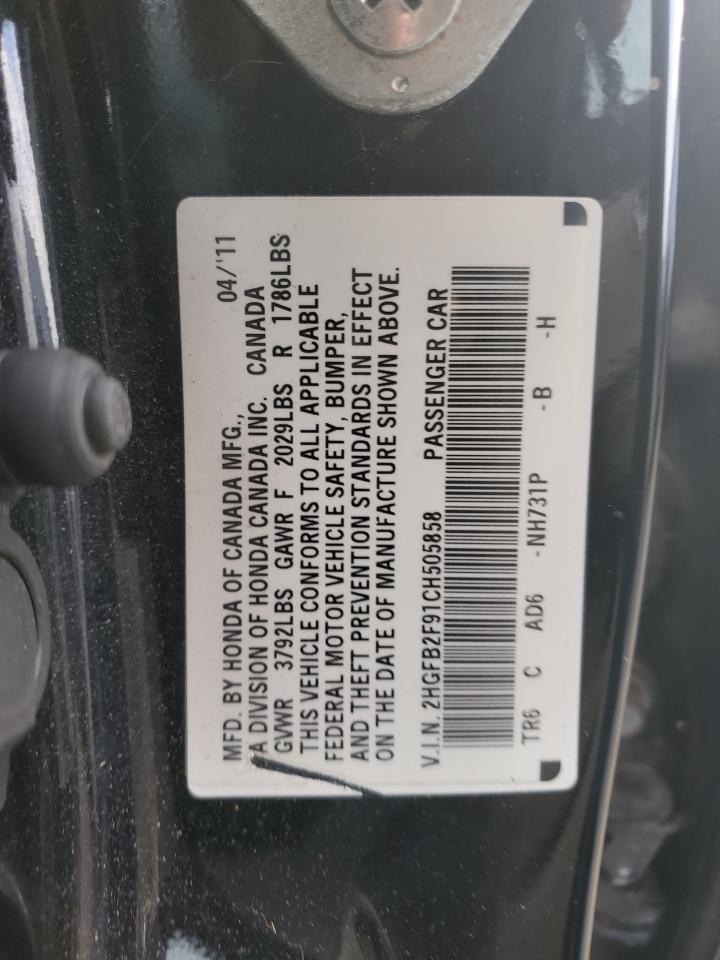 MFD. BY HONDA OF CANADA MFG., 04/'11
A DIVISION OF HONDA CANADA INC. CANADA
GVWR 3792LBS GAWR F 2029LBS R 1786LBS
THIS VEHICLE CONFORMS TO ALL APPLICABLE
FEDERAL MOTOR VEHICLE SAFETY, BUMPER,
AND THEFT PREVENTION STANDARDS IN EFFECT
ON THE DATE OF MANUFACTURE SHOWN ABOVE.
V.I.N. 2HGFB2F91CH505858 PASSENGER CAR
TR6 C AD6 -NH731P -B -H